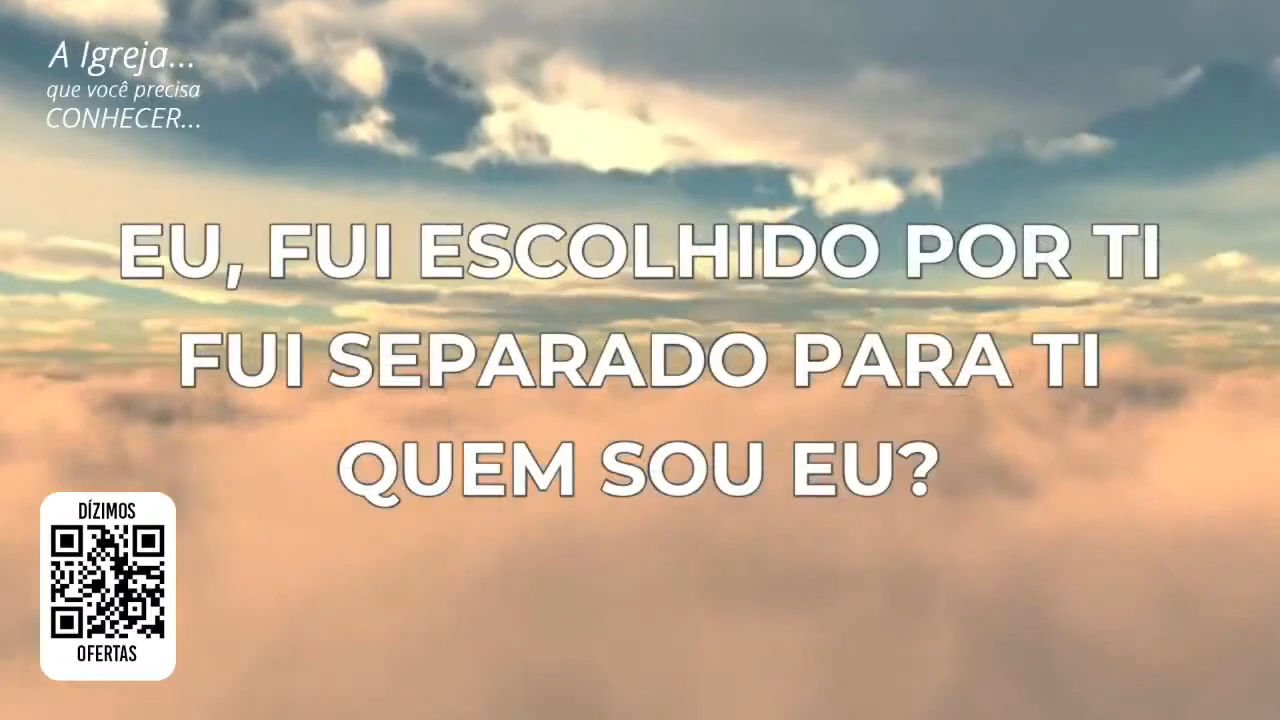 A Igreja...
que você precisa
CONHECER...
EU, FUI ESCOLHIDO POR TI
FUI SEPARADO PARA TI
QUEM SOU EU?
DÍZIMOS
OFERTAS